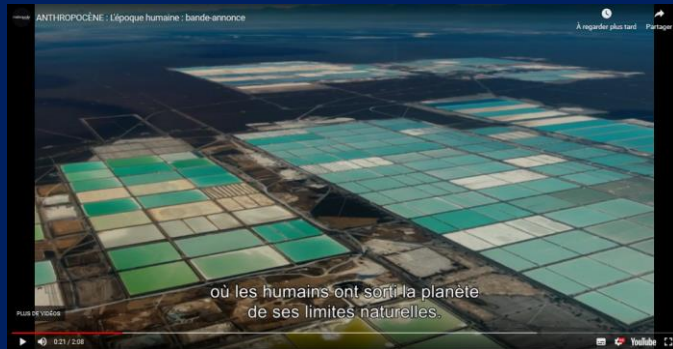 ANTHROPOCÈNE : L'époque humaine : bande-annonce
À regarder plus tard
Partager
où les humains ont sorti la planète
de ses limites naturelles.
PLUS DE VIDÉOS
0:21 / 2:08
YouTube